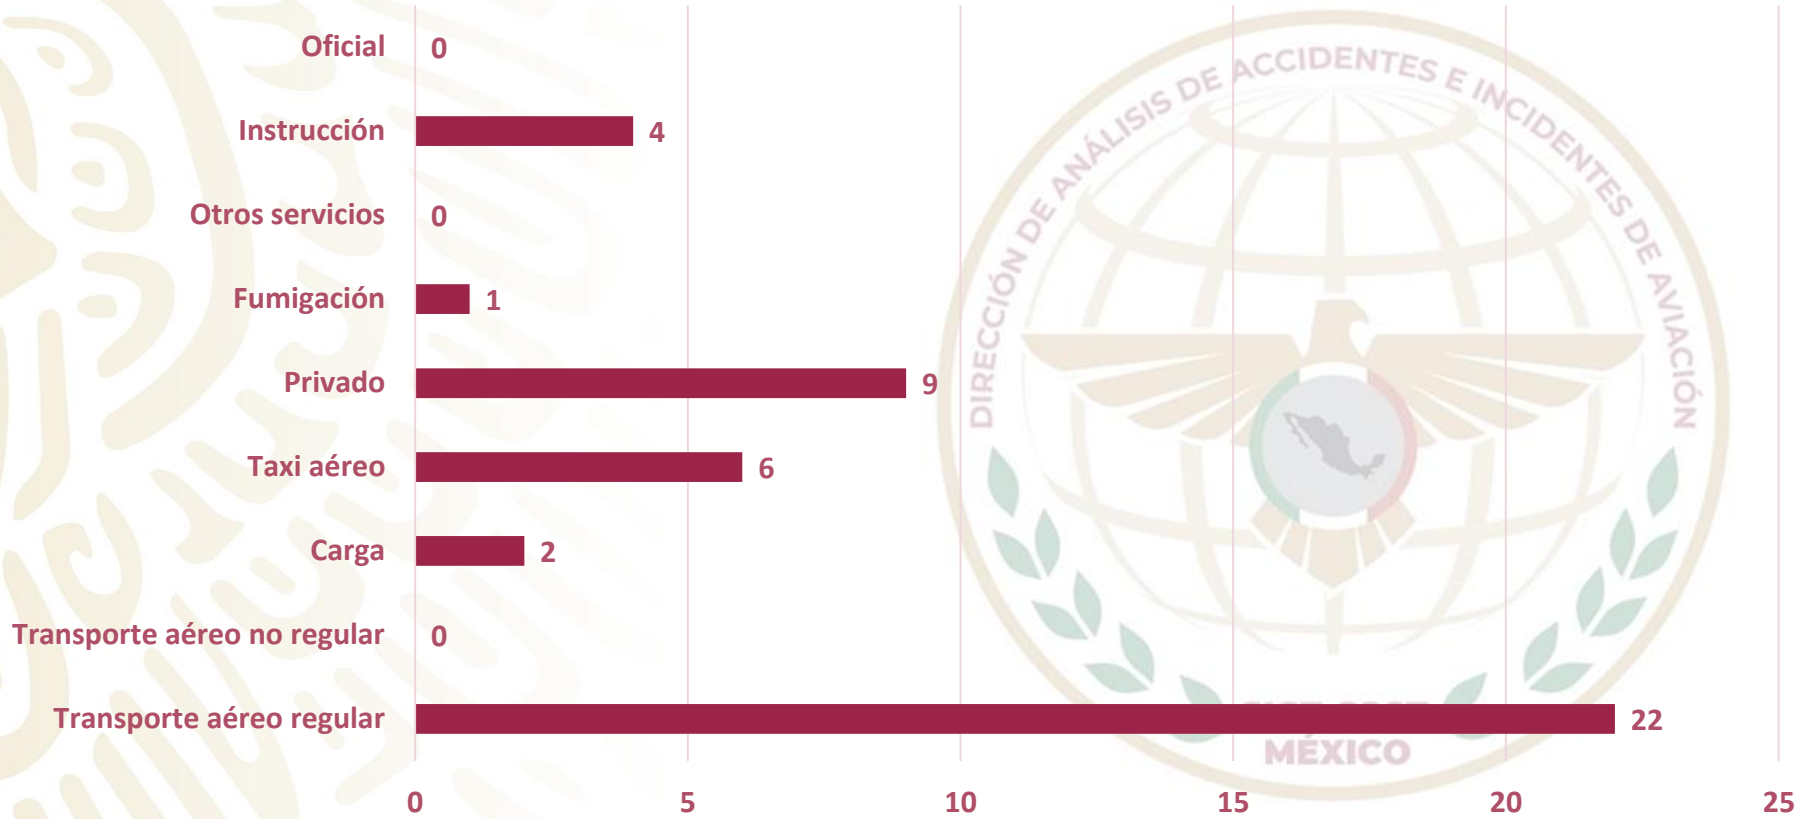 Oficial 0
Instrucción 4
Otros servicios 0
Fumigación 1
Privado 9
Taxi aéreo 6
Carga 2
Transporte aéreo no regular 0
Transporte aéreo regular 22
0 5 10 15 20 25
DIRECCIÓN DE ANÁLISIS DE ACCIDENTES E INCIDENTES DE AVIACIÓN
MÉXICO